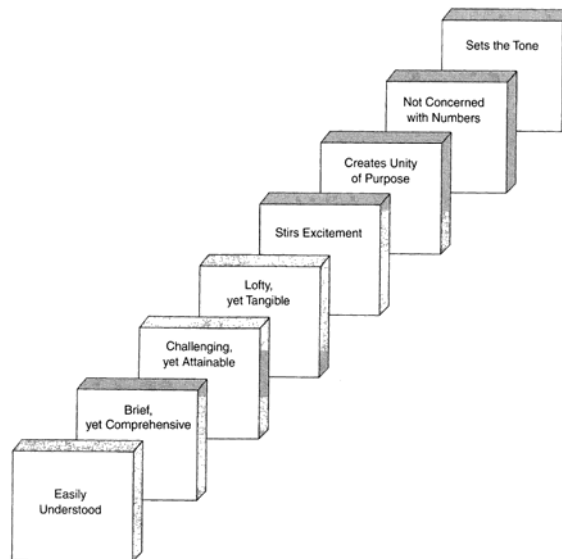 Sets the Tone
Not Concerned
with Numbers
Creates Unity
of Purpose
Stirs Excitement
Lofty,
yet Tangible
Challenging,
yet Attainable
Brief,
yet Comprehensive
Easily
Understood